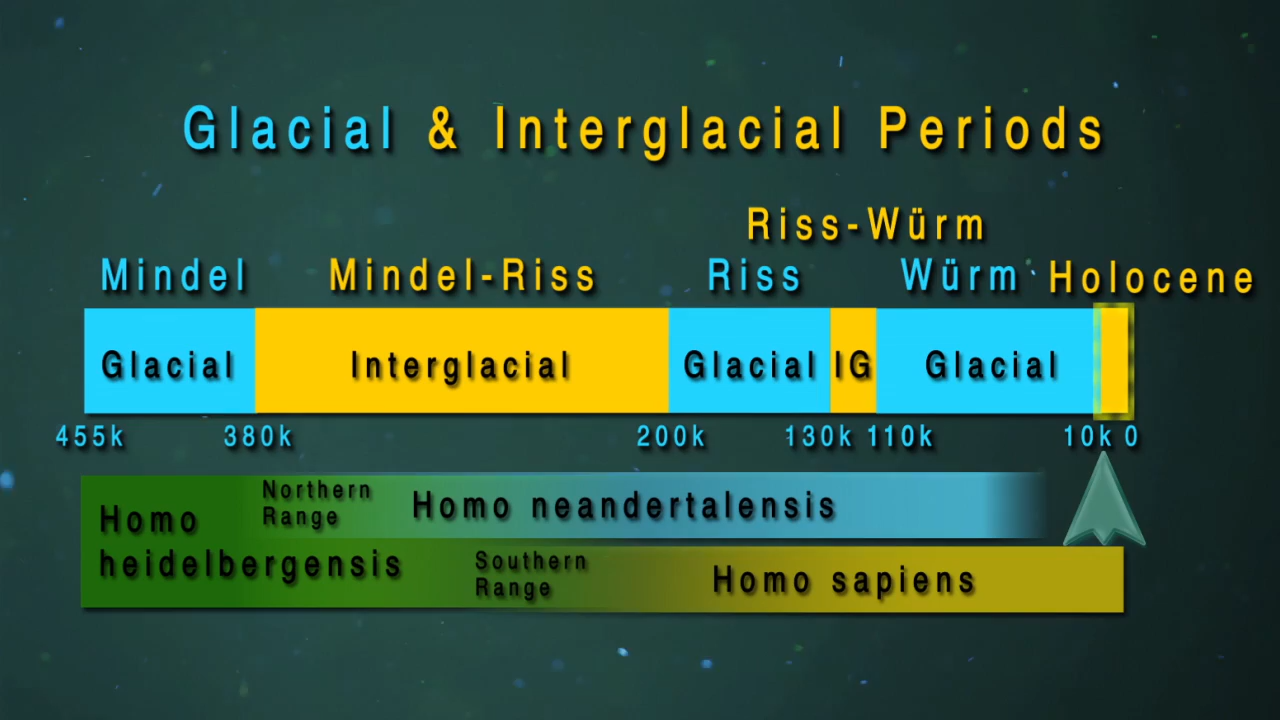 Glacial & Interglacial Periods
Riss-Würm
Mindel Mindel-Riss Riss Würm Holocene
Glacial Interglacial Glacial IG Glacial
455k 380k 200k 130k 110k 10k 0
Northern
Range
Homo neandertalensis
Homo
heidelbergensis
Southern
Range
Homo sapiens